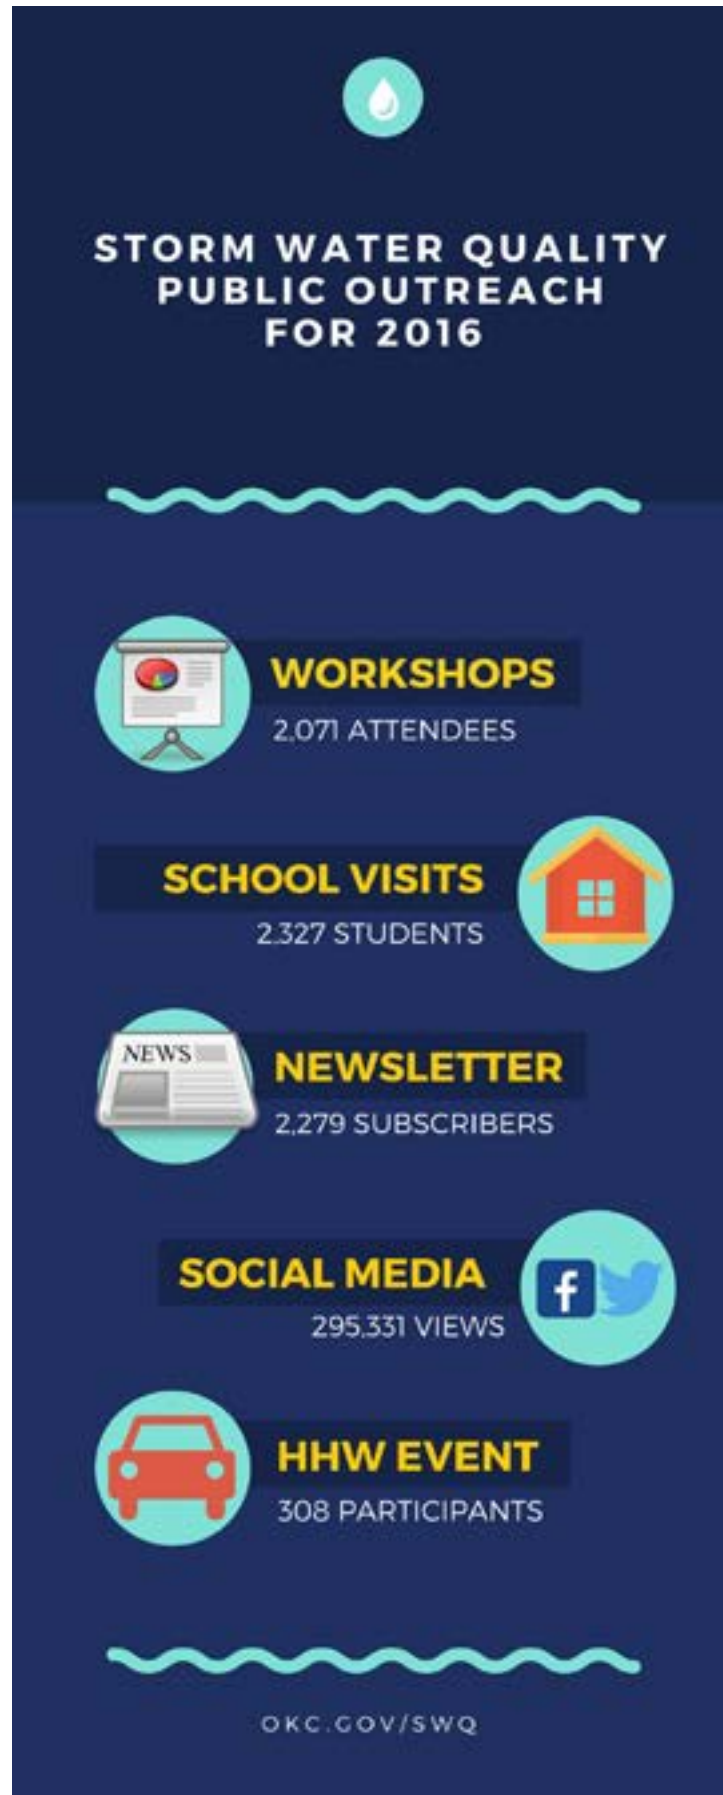 STORM WATER QUALITY
PUBLIC OUTREACH
FOR 2016
WORKSHOPS
2,071 ATTENDEES
SCHOOL VISITS
2,327 STUDENTS
NEWS
NEWSLETTER
2,279 SUBSCRIBERS
SOCIAL MEDIA
f
295,331 VIEWS
HHW EVENT
308 PARTICIPANTS
OKC.GOV/SWQ